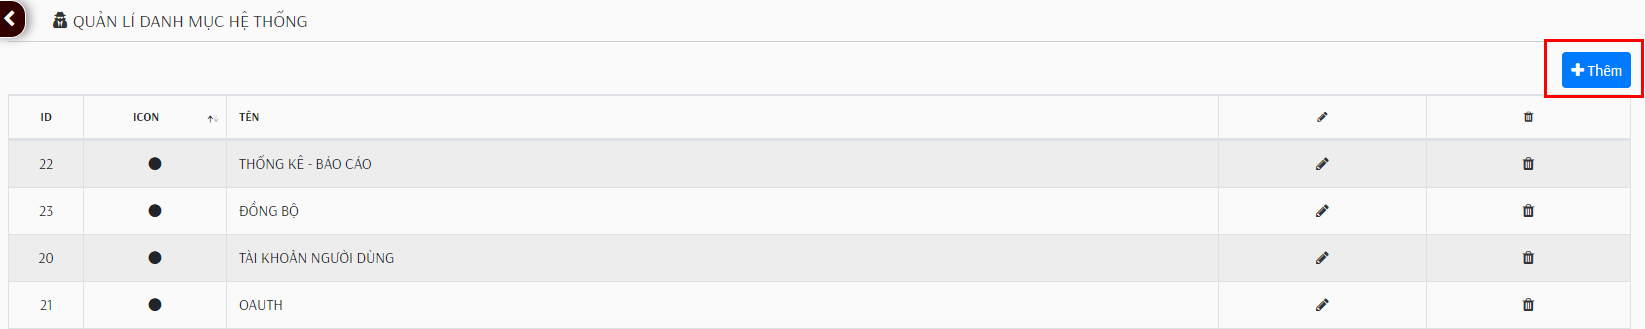 QUẢN LÍ DANH MỤC HỆ THỐNG
Thêm
ID ICON TÊN
22 THỐNG KÊ - BÁO CÁO
23 ĐỒNG BỘ
20 TÀI KHOẢN NGƯỜI DÙNG
21 OAUTH